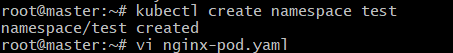 root@master:~# kubectl create namespace test
namespace/test created
root@master:~# vi nginx-pod.yaml